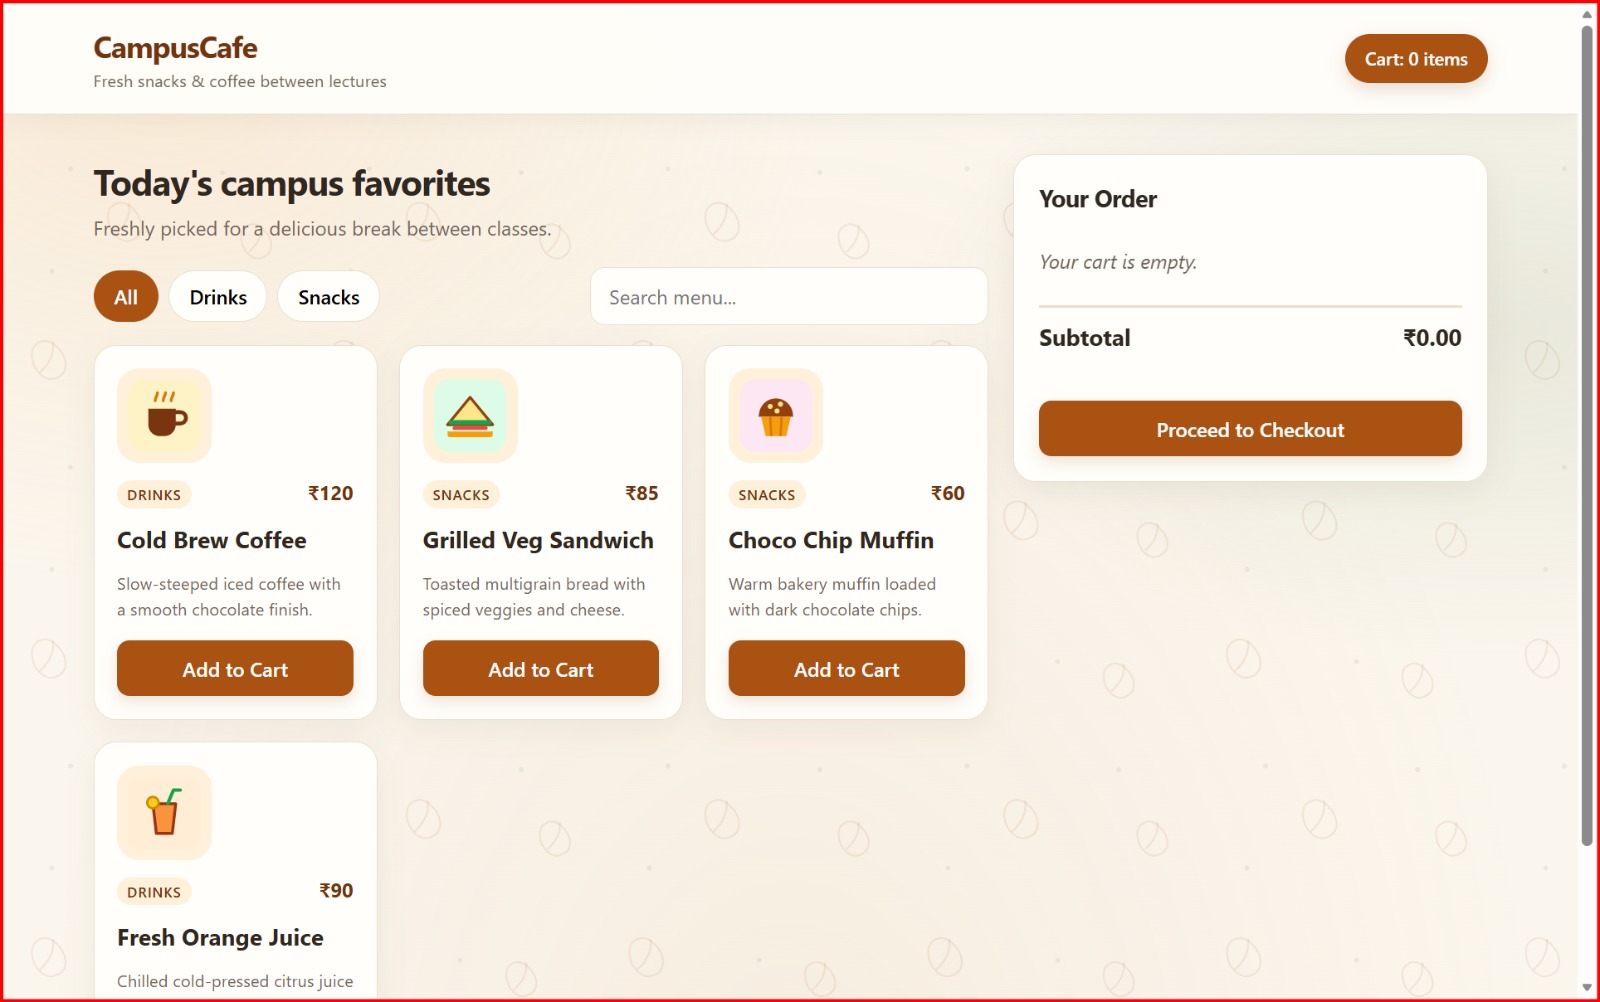 CampusCafe
Fresh snacks & coffee between lectures
Cart: 0 items
Today's campus favorites
Freshly picked for a delicious break between classes.
All
Drinks
Snacks
Search menu...
DRINKS
₹120
Cold Brew Coffee
Slow-steeped iced coffee with
a smooth chocolate finish.
Add to Cart
SNACKS
₹85
Grilled Veg Sandwich
Toasted multigrain bread with
spiced veggies and cheese.
Add to Cart
SNACKS
₹60
Choco Chip Muffin
Warm bakery muffin loaded
with dark chocolate chips.
Add to Cart
DRINKS
₹90
Fresh Orange Juice
Chilled cold-pressed citrus juice
Your Order
Your cart is empty.
Subtotal
₹0.00
Proceed to Checkout